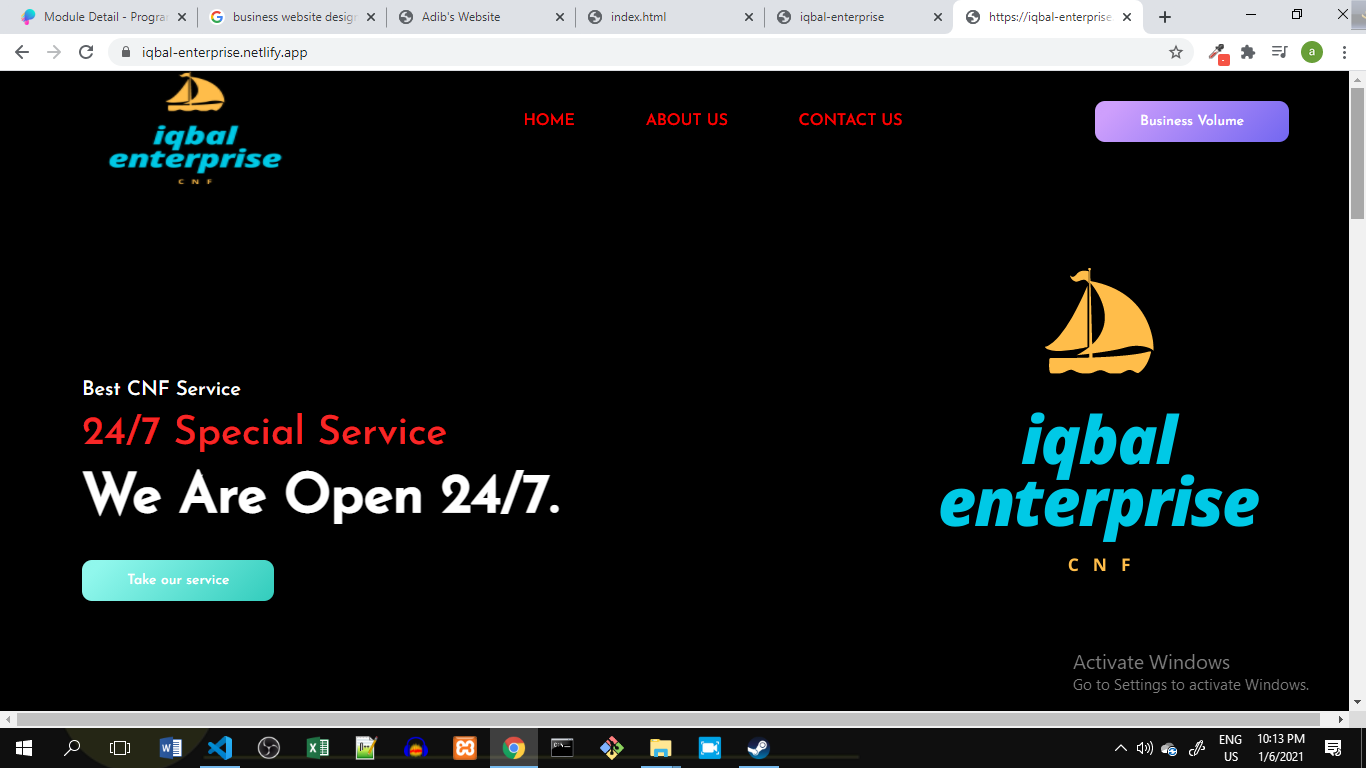 Module Detail - Progra
business website design
Adib's Website
index.html
iqbal-enterprise
https://iqbal-enterprise.
iqbal-enterprise.netlify.app
a
iqbal
enterprise
CNF
HOME
ABOUT US
CONTACT US
Business Volume
Best CNF Service
24/7 Special Service
We Are Open 24/7.
Take our service
iqbal
enterprise
CNF
Activate Windows
Go to Settings to activate Windows.
ENG
US
10:13 PM
1/6/2021